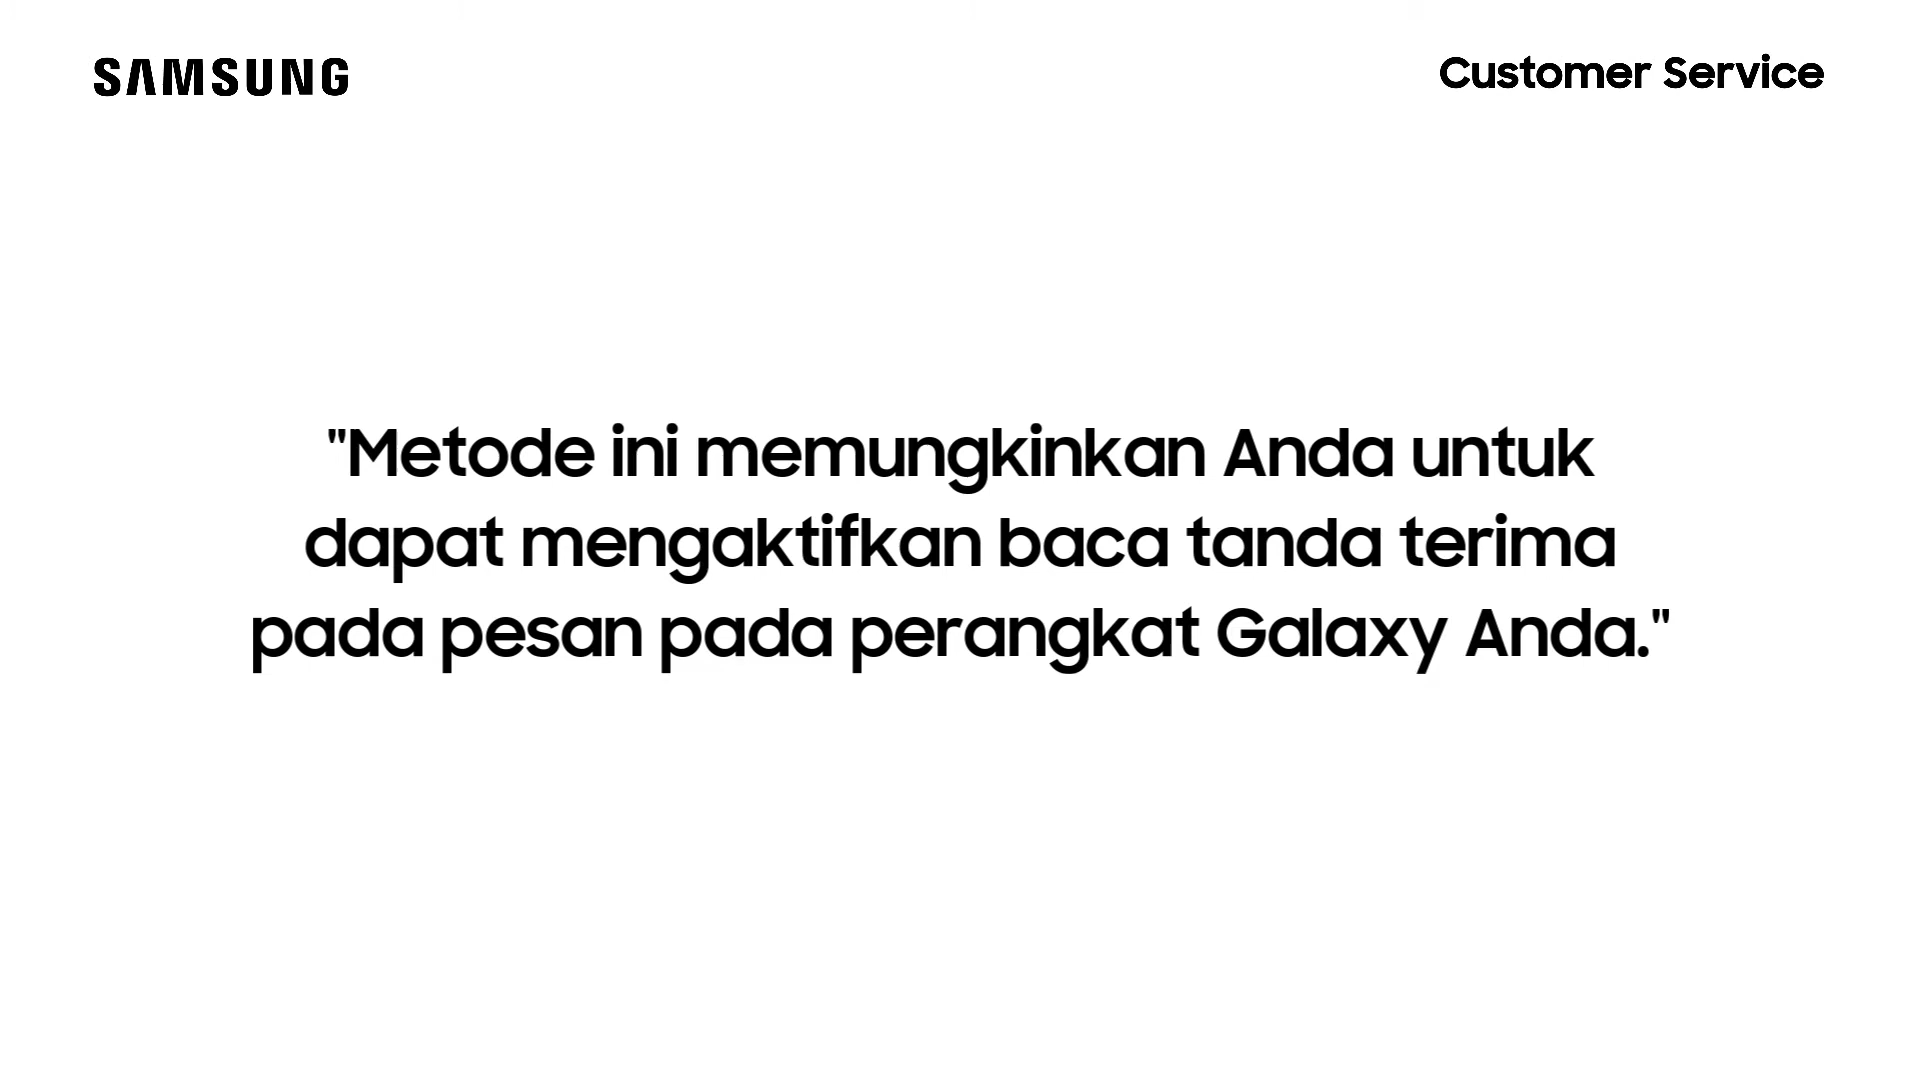 SAMSUNG
Customer Service
"Metode ini memungkinkan Anda untuk
dapat mengaktifkan baca tanda terima
pada pesan pada perangkat Galaxy Anda."